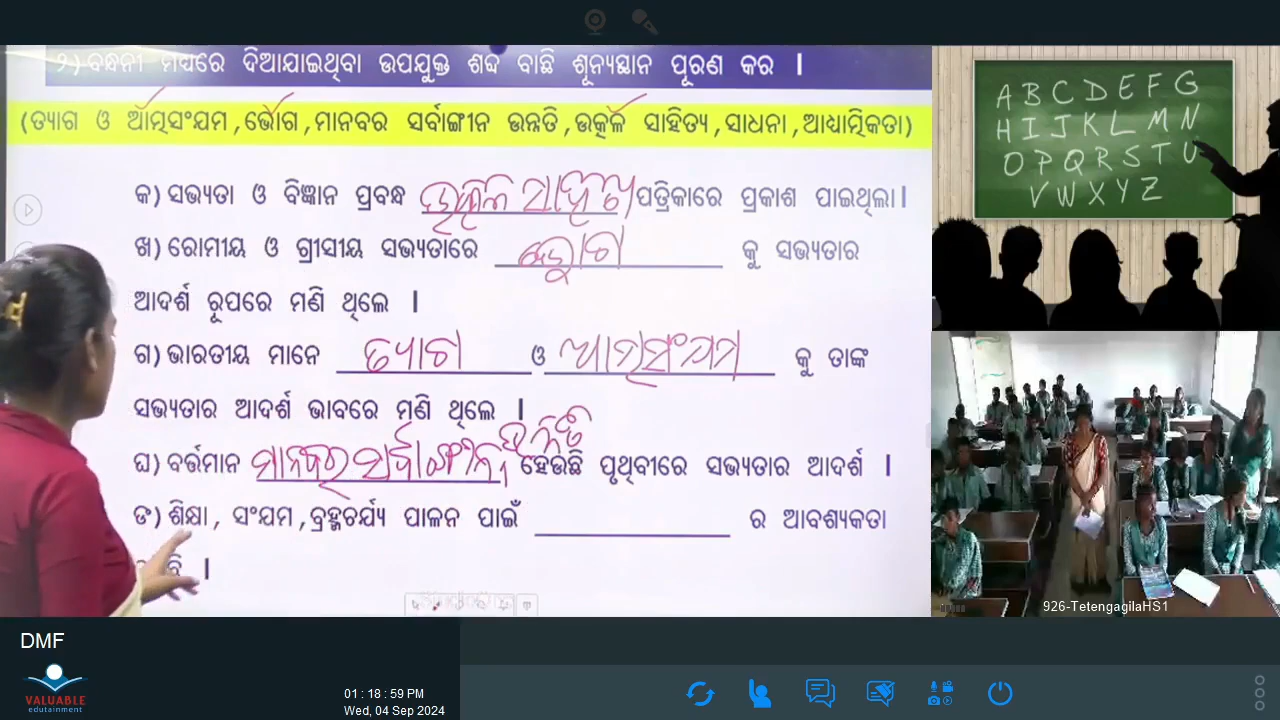 ୨) ବନ୍ଧନୀ ମଧ୍ୟରେ ଦିଆଯାଇଥିବା ଉପଯୁକ୍ତ ଶବ୍ଦ ବାଛି ଶୂନ୍ୟସ୍ଥାନ ପୂରଣ କର ।
(ତ୍ୟାଗ ଓ ଆତ୍ମସଂଯମ,ଭୋଗ,ମାନବର ସର୍ବାଙ୍ଗୀନ ଉନ୍ନତି,ଉତ୍କଳ ସାହିତ୍ୟ,ସାଧନା,ଆଧ୍ୟାତ୍ମିକତା)
କ) ସଭ୍ୟତା ଓ ବିଜ୍ଞାନ ପ୍ରବନ୍ଧ ଉତ୍କଳ ସାହିତ୍ୟ ପତ୍ରିକାରେ ପ୍ରକାଶ ପାଇଥିଲା।
ଖ) ରୋମୀୟ ଓ ଗ୍ରୀସୀୟ ସଭ୍ୟତାରେ ଭୋଗ କୁ ସଭ୍ୟତାର
ଆଦର୍ଶ ରୂପରେ ମଣି ଥିଲେ ।
ଗ) ଭାରତୀୟ ମାନେ ତ୍ୟାଗ ଓ ଆତ୍ମସଂଯମ କୁ ତାଙ୍କ
ସଭ୍ୟତାର ଆଦର୍ଶ ଭାବରେ ମଣି ଥିଲେ ।
ଘ) ବର୍ତ୍ତମାନ ମାନବର ସର୍ବାଙ୍ଗୀନ ଉନ୍ନତି ହେଉଛି ପୃଥିବୀରେ ସଭ୍ୟତାର ଆଦର୍ଶ ।
ଙ) ଶିକ୍ଷା, ସଂଯମ,ବ୍ରହ୍ମଚର୍ଯ୍ୟ ପାଳନ ପାଇଁ ର ଆବଶ୍ୟକତା
।
A B C D E F G
H I J K L M N
O P Q R S T U
V W X Y Z
926-TetengagilaHS1
DMF
VALUABLE
edutainment
01 : 18 : 59 PM
Wed, 04 Sep 2024